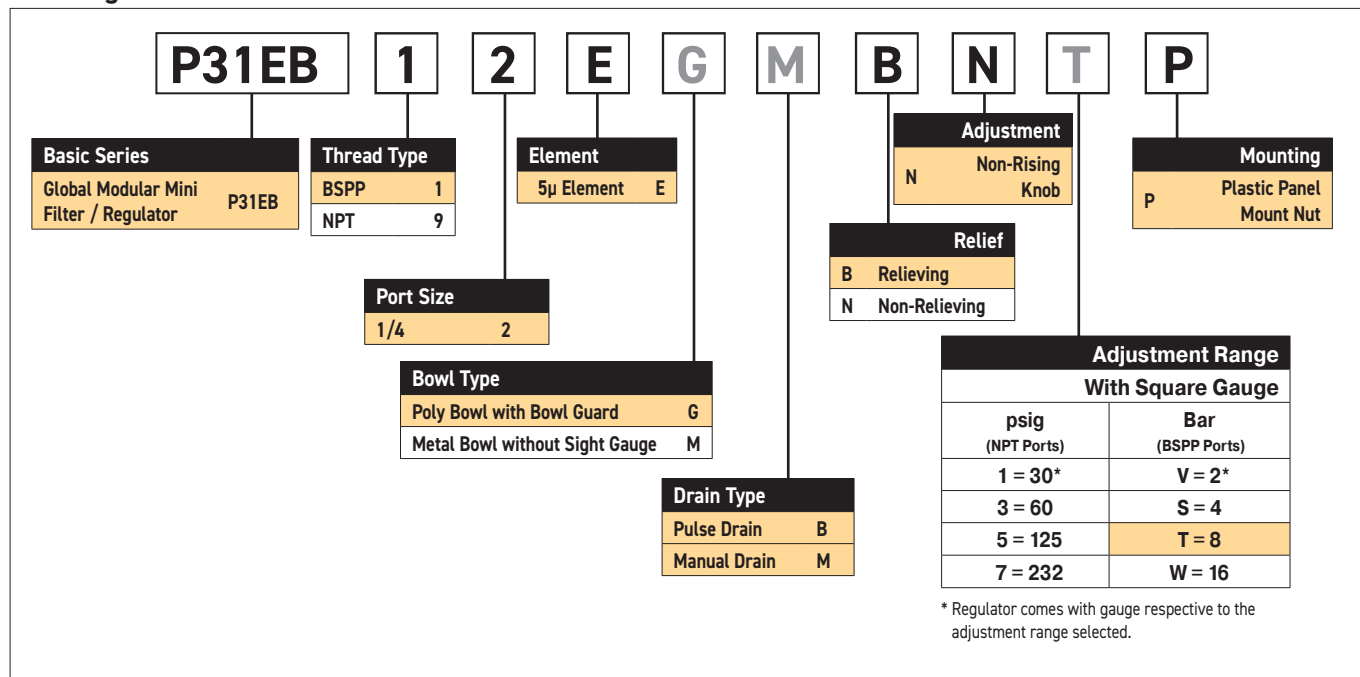 P31EB 1 2 E G M B N T P
Basic Series
Global Modular Mini
Filter / Regulator P31EB
Thread Type
BSPP 1
NPT 9
Element
5µ Element E
Adjustment
N Non-Rising
Knob
Mounting
P Plastic Panel
Mount Nut
Relief
B Relieving
N Non-Relieving
Port Size
1/4 2
Bowl Type
Poly Bowl with Bowl Guard G
Metal Bowl without Sight Gauge M
Drain Type
Pulse Drain B
Manual Drain M
Adjustment Range
With Square Gauge
psig Bar
(NPT Ports) (BSPP Ports)
1 = 30* V = 2*
3 = 60 S = 4
5 = 125 T = 8
7 = 232 W = 16
* Regulator comes with gauge respective to the
adjustment range selected.